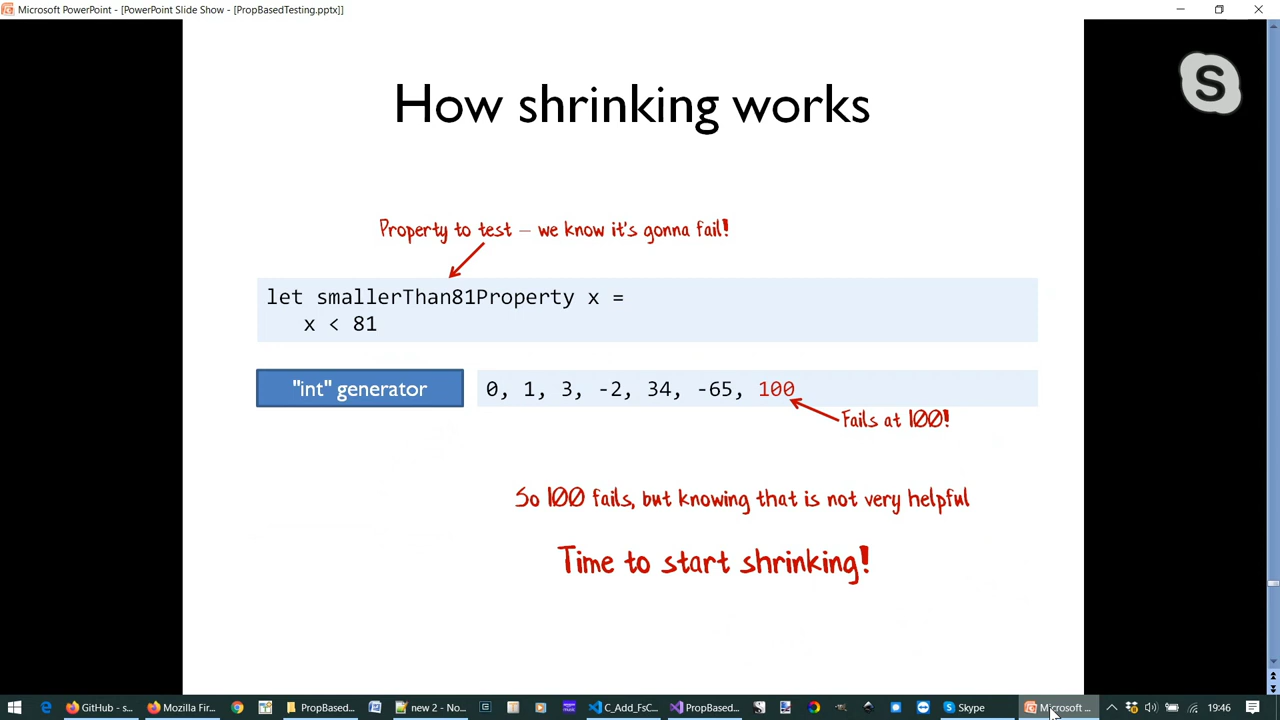 Microsoft PowerPoint - [PowerPoint Slide Show - [PropBasedTesting.pptx]]
S
How shrinking works
Property to test – we know it's gonna fail!
let smallerThan81Property x =
x < 81
"int" generator
0, 1, 3, -2, 34, -65, 100
Fails at 100!
So 100 fails, but knowing that is not very helpful
Time to start shrinking!
GitHub - s...
Mozilla Fir...
PropBased...
new 2 - No...
C_Add_FsC...
PropBased...
Skype
Microsoft ...
19:46